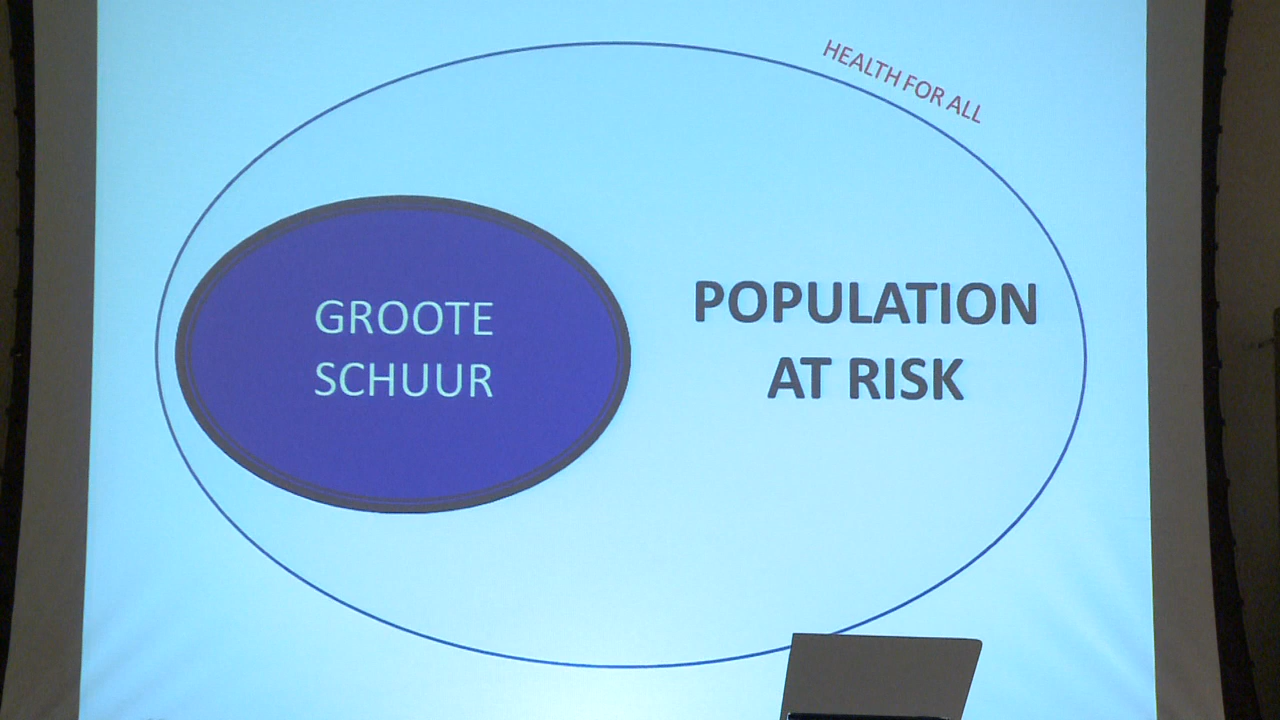 HEALTH FOR ALL
GROOTE
SCHUUR
POPULATION
AT RISK